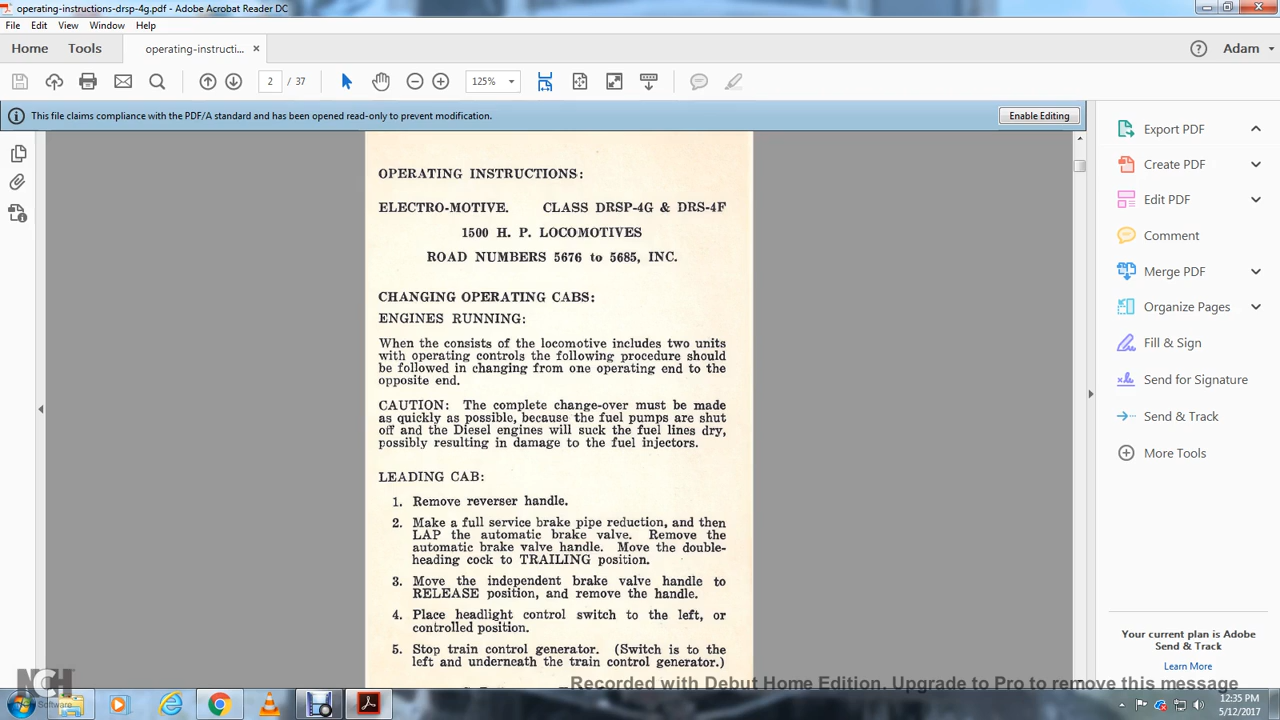 operating-instructions-drsp-4g.pdf - Adobe Acrobat Reader DC
File Edit View Window Help
Home Tools operating-instructi... × Adam
2 / 37 125%
This file claims compliance with the PDF/A standard and has been opened read-only to prevent modification. Enable Editing
OPERATING INSTRUCTIONS:
ELECTRO-MOTIVE. CLASS DRSP-4G & DRS-4F
1500 H. P. LOCOMOTIVES
ROAD NUMBERS 5676 to 5685, INC.
CHANGING OPERATING CABS:
ENGINES RUNNING:
When the consists of the locomotive includes two units
with operating controls the following procedure should
be followed in changing from one operating end to the
opposite end.
CAUTION: The complete change-over must be made
as quickly as possible, because the fuel pumps are shut
off and the Diesel engines will suck the fuel lines dry,
possibly resulting in damage to the fuel injectors.
LEADING CAB:
1. Remove reverser handle.
2. Make a full service brake pipe reduction, and then
LAP the automatic brake valve. Remove the
automatic brake valve handle. Move the double-
heading cock to TRAILING position.
3. Move the independent brake valve handle to
RELEASE position, and remove the handle.
4. Place headlight control switch to the left, or
controlled position.
5. Stop train control generator. (Switch is to the
left and underneath the train control generator.)
Export PDF
Create PDF
Edit PDF
Comment
Merge PDF
Organize Pages
Fill & Sign
Send for Signature
Send & Track
More Tools
Your current plan is Adobe
Send & Track
Learn More
NCH
Software
Recorded with Debut Home Edition. Upgrade to Pro to remove this message
12:35 PM
5/12/2017